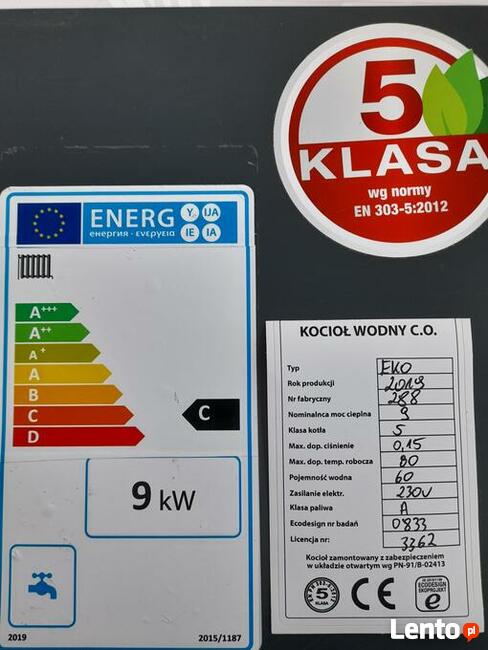 5
KLASA
wg normy
EN 303-5:2012
ENERG Y IJA
енергия · ενεργεια IE IA
A+++
A++
A+
A
B
C
D
C
9 kW
2019 2015/1187
KOCIOŁ WODNY C.O.
Typ EKO
Rok produkcji 2019
Nr fabryczny 288
Nominalnca moc cieplna 9
Klasa kotła 5
Max. dop. ciśnienie 0,15
Max. dop. temp. robocza 80
Pojemność wodna 60
Zasilanie elektr. 230V
Klasa paliwa A
Ecodesign nr badań 0833
Licencja nr: 3362
Kocioł zamontowany z zabezpieczeniem
w układzie otwartym wg PN-91/B-02413
5
KLASA
CE
ECODESIGN
EKOPROJEKT
e
Lento.pl